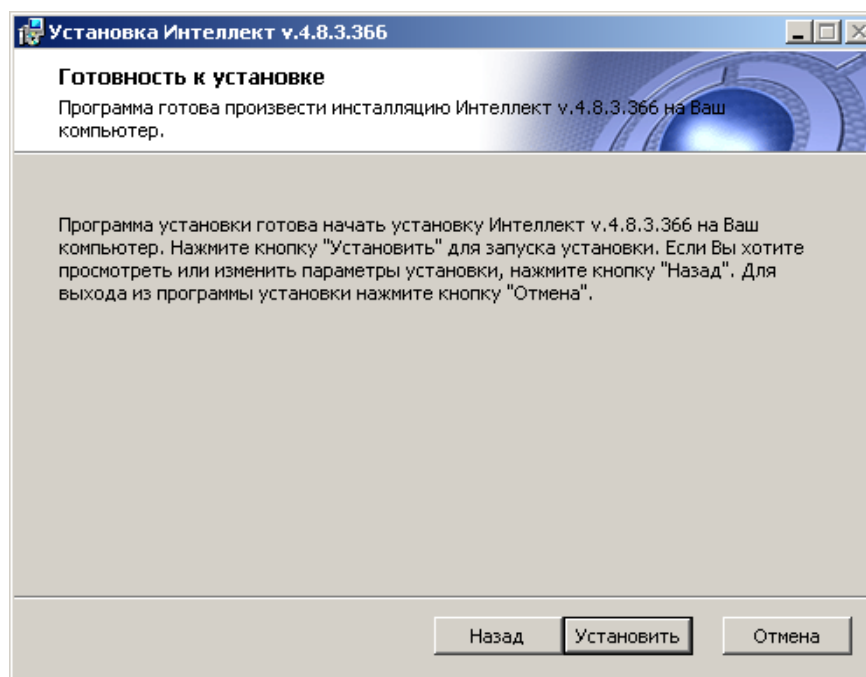 Установка Интеллект v.4.8.3.366
Готовность к установке
Программа готова произвести инсталляцию Интеллект v.4.8.3.366 на Ваш
компьютер.
Программа установки готова начать установку Интеллект v.4.8.3.366 на Ваш
компьютер. Нажмите кнопку "Установить" для запуска установки. Если Вы хотите
просмотреть или изменить параметры установки, нажмите кнопку "Назад". Для
выхода из программы установки нажмите кнопку "Отмена".
Назад Установить Отмена